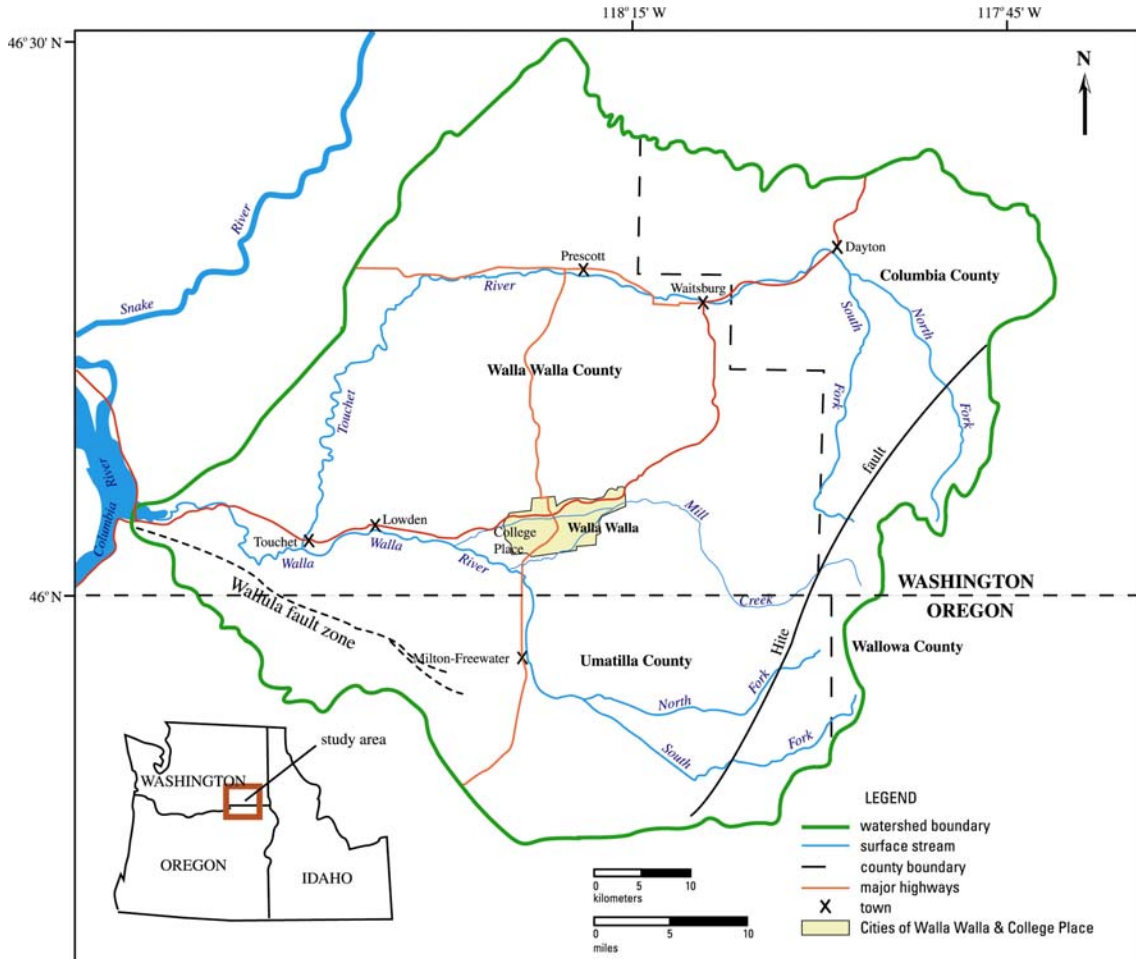 118°15' W
117°45' W
46°30' N
N
Snake
River
Prescott
River
Waitsburg
Dayton
Columbia County
South
Fork
North
Fork
Walla Walla County
Touchet
Columbia
River
Touchet
Lowden
Walla
Walla
River
College
Place
Walla Walla
Mill
Creek
Hite
fault
46° N
WASHINGTON
OREGON
Wallula fault zone
Milton-Freewater
Umatilla County
Wallowa County
North
Fork
South
Fork
study area
WASHINGTON
OREGON
IDAHO
LEGEND
watershed boundary
surface stream
county boundary
major highways
X town
Cities of Walla Walla & College Place
0 5 10
kilometers
0 5 10
miles